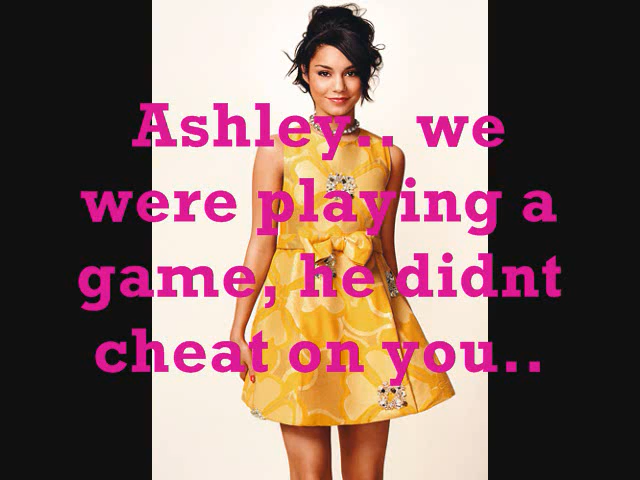 Ashley.. we
were playing a
game, he didnt
cheat on you..